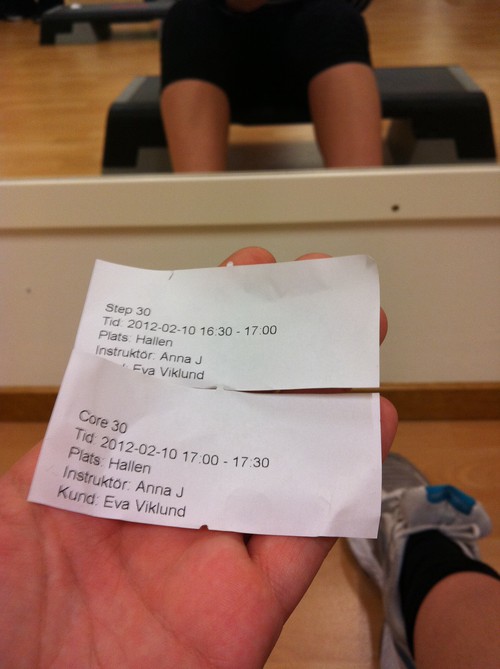 Step 30
Tid: 2012-02-10 16:30 - 17:00
Plats: Hallen
Instruktör: Anna J
Eva Viklund
Core 30
Tid: 2012-02-10 17:00 - 17:30
Plats: Hallen
Instruktör: Anna J
Kund: Eva Viklund